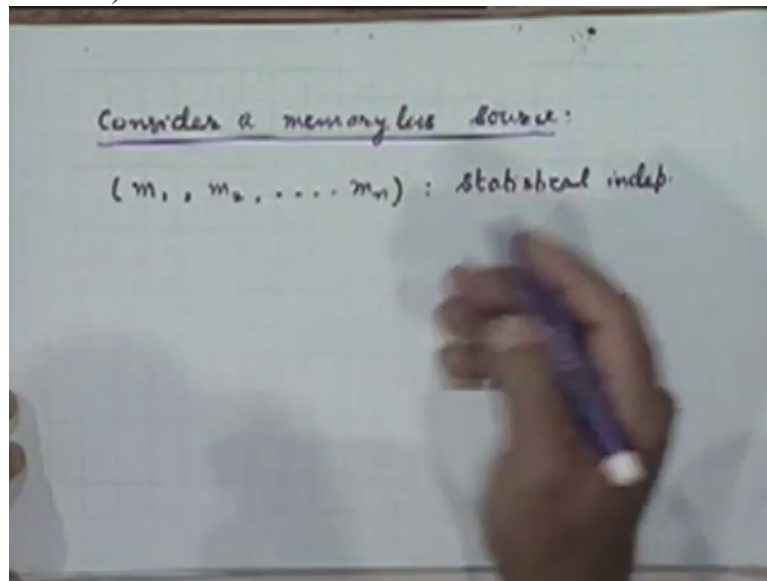 Consider a memoryless source:
(m₁, m₂, .... mₙ) : statistical indep.